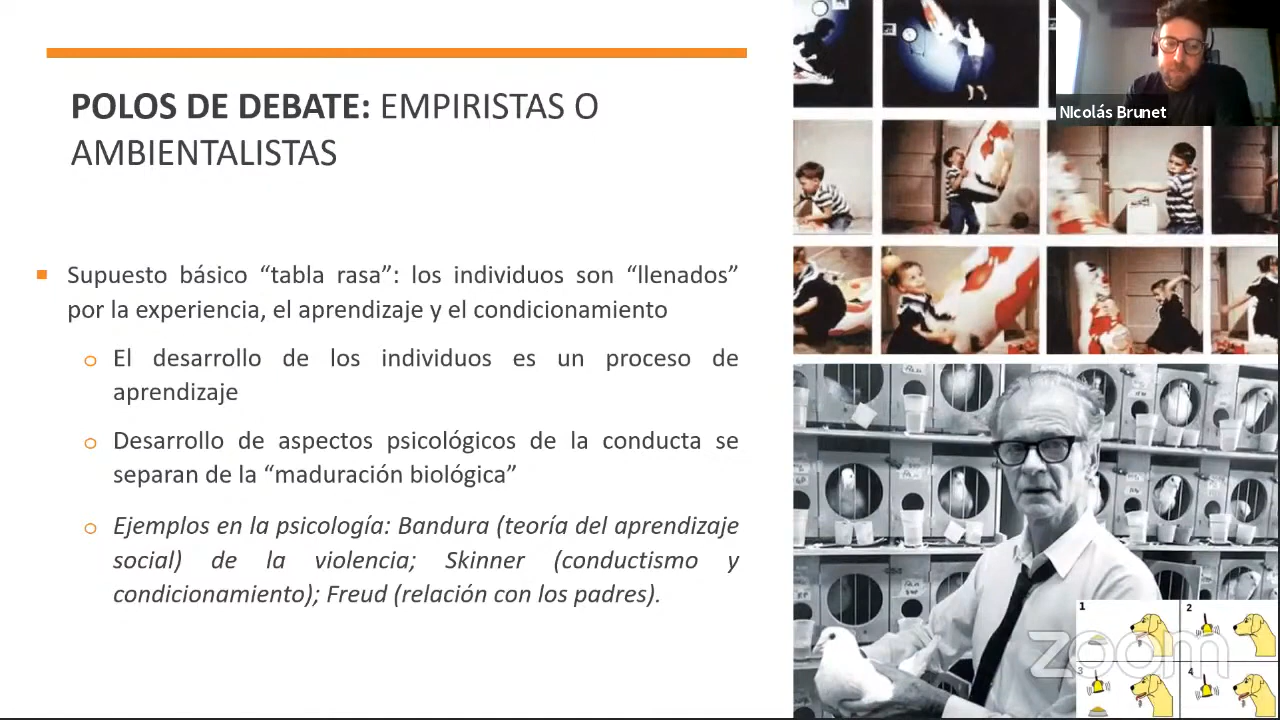 POLOS DE DEBATE: EMPIRISTAS O
AMBIENTALISTAS
NIcolás Brunet
Supuesto básico “tabla rasa”: los individuos son “llenados”
por la experiencia, el aprendizaje y el condicionamiento
El desarrollo de los individuos es un proceso de
aprendizaje
Desarrollo de aspectos psicológicos de la conducta se
separan de la “maduración biológica”
Ejemplos en la psicología: Bandura (teoría del aprendizaje
social) de la violencia; Skinner (conductismo y
condicionamiento); Freud (relación con los padres).
1
2
3
4
zoom